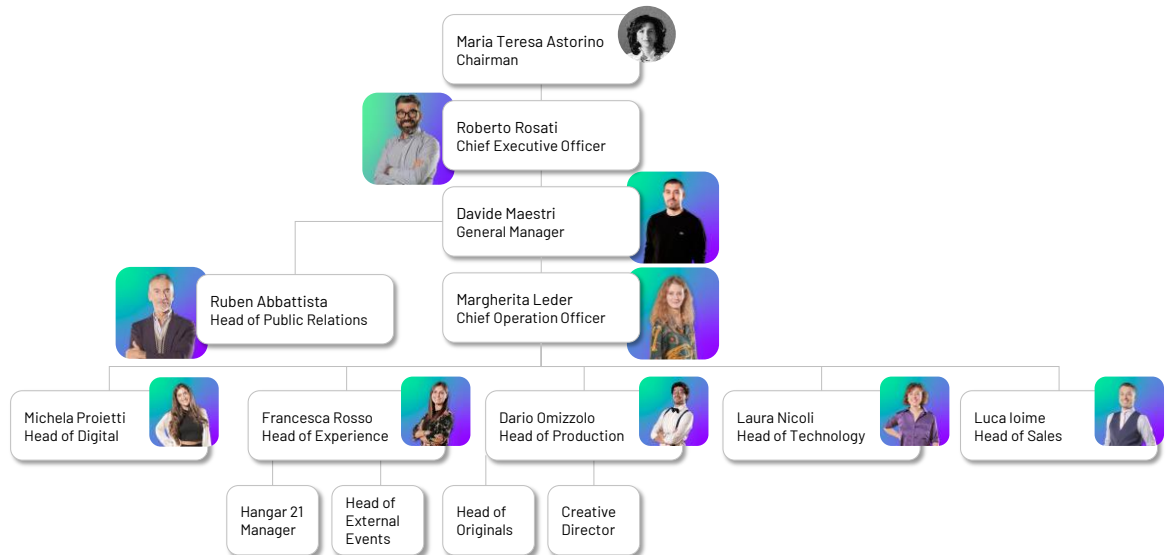 Maria Teresa Astorino
Chairman
Roberto Rosati
Chief Executive Officer
Davide Maestri
General Manager
Ruben Abbattista
Head of Public Relations
Margherita Leder
Chief Operation Officer
Michela Proietti
Head of Digital
Francesca Rosso
Head of Experience
Dario Omizzolo
Head of Production
Laura Nicoli
Head of Technology
Luca Ioime
Head of Sales
Hangar 21
Manager
Head of
External
Events
Head of
Originals
Creative
Director